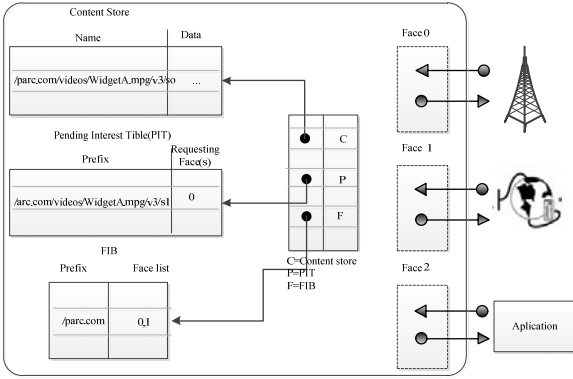 Content Store
Name
Data
/parc.com/videos/WidgetA.mpg/v3/so
...
Pending Interest Tible(PIT)
Prefix
Requesting
Face(s)
/arc.com/videos/WidgetA.mpg/v3/s1
0
FIB
Prefix
Face list
/parc.com
0,1
C
P
F
C=Content store
P=PIT
F=FIB
Face 0
Face 1
Face 2
Aplication